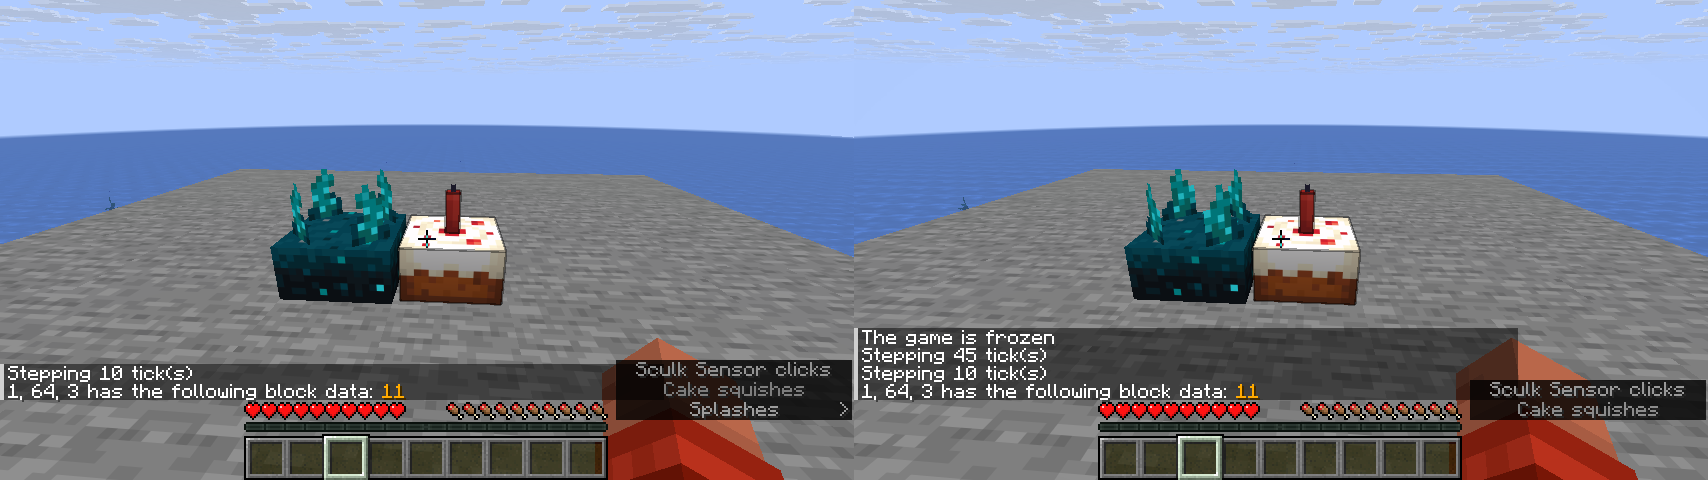 Stepping 10 tick(s)
1, 64, 3 has the following block data: 11
Sculk Sensor clicks
Cake squishes
Splashes >
The game is frozen
Stepping 45 tick(s)
Stepping 10 tick(s)
1, 64, 3 has the following block data: 11
Sculk Sensor clicks
Cake squishes